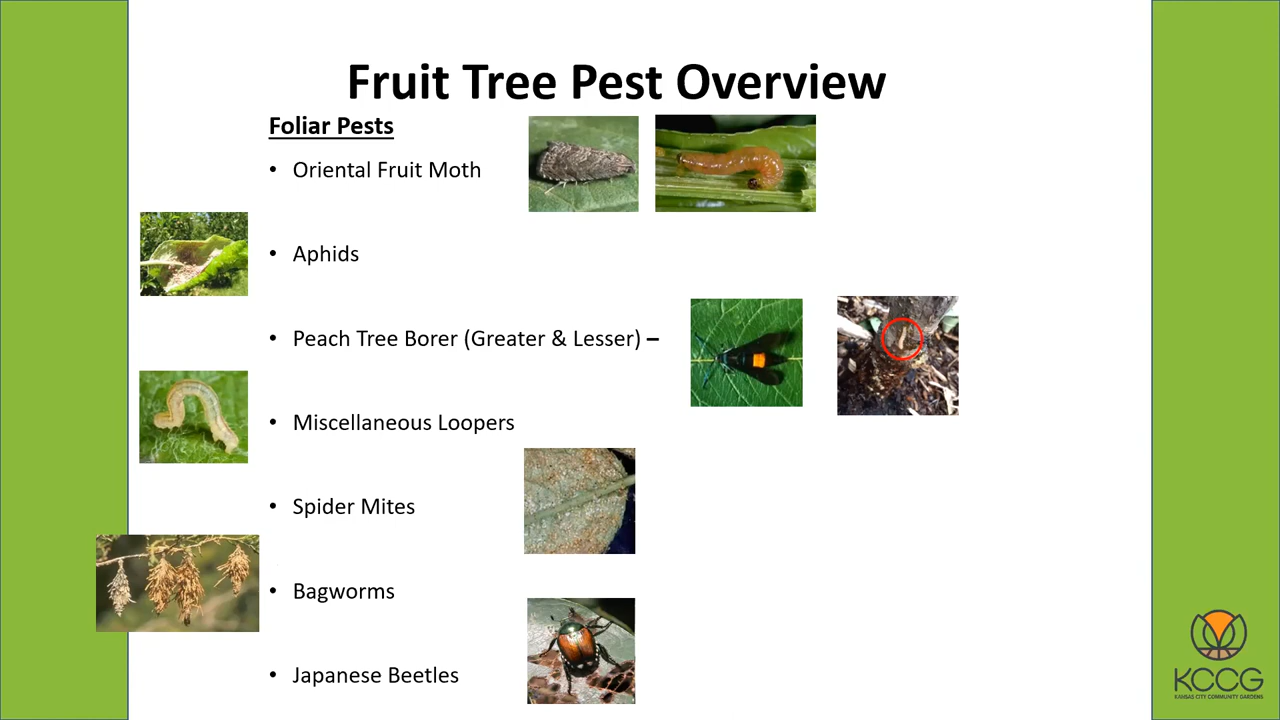 Fruit Tree Pest Overview
Foliar Pests
• Oriental Fruit Moth
• Aphids
• Peach Tree Borer (Greater & Lesser) –
• Miscellaneous Loopers
• Spider Mites
• Bagworms
• Japanese Beetles
KCCG
KANSAS CITY COMMUNITY GARDENS